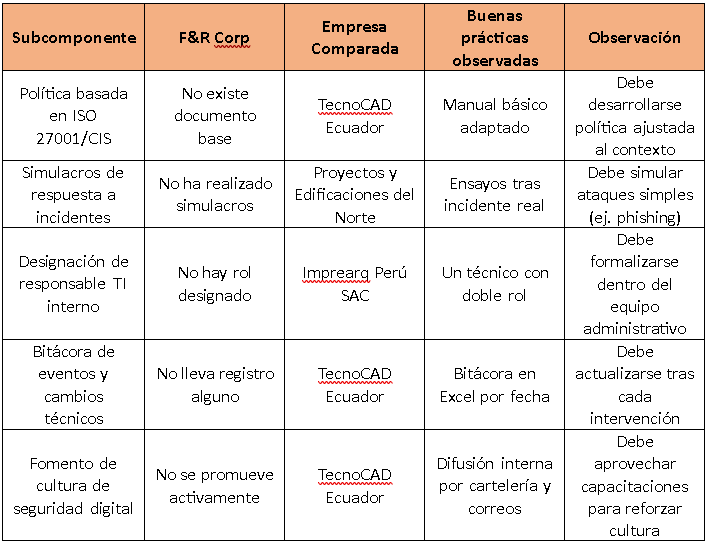 Subcomponente
F&R Corp
Empresa
Comparada
Buenas
prácticas
observadas
Observación
Política basada
en ISO
27001/CIS
No existe
documento
base
TecnoCAD
Ecuador
Manual básico
adaptado
Debe
desarrollarse
política ajustada
al contexto
Simulacros de
respuesta a
incidentes
No ha realizado
simulacros
Proyectos y
Edificaciones del
Norte
Ensayos tras
incidente real
Debe simular
ataques simples
(ej. phishing)
Designación de
responsable TI
interno
No hay rol
designado
Imprearq Perú
SAC
Un técnico con
doble rol
Debe
formalizarse
dentro del
equipo
administrativo
Bitácora de
eventos y
cambios
técnicos
No lleva registro
alguno
TecnoCAD
Ecuador
Bitácora en
Excel por fecha
Debe
actualizarse tras
cada
intervención
Fomento de
cultura de
seguridad digital
No se promueve
activamente
TecnoCAD
Ecuador
Difusión interna
por cartelería y
correos
Debe
aprovechar
capacitaciones
para reforzar
cultura